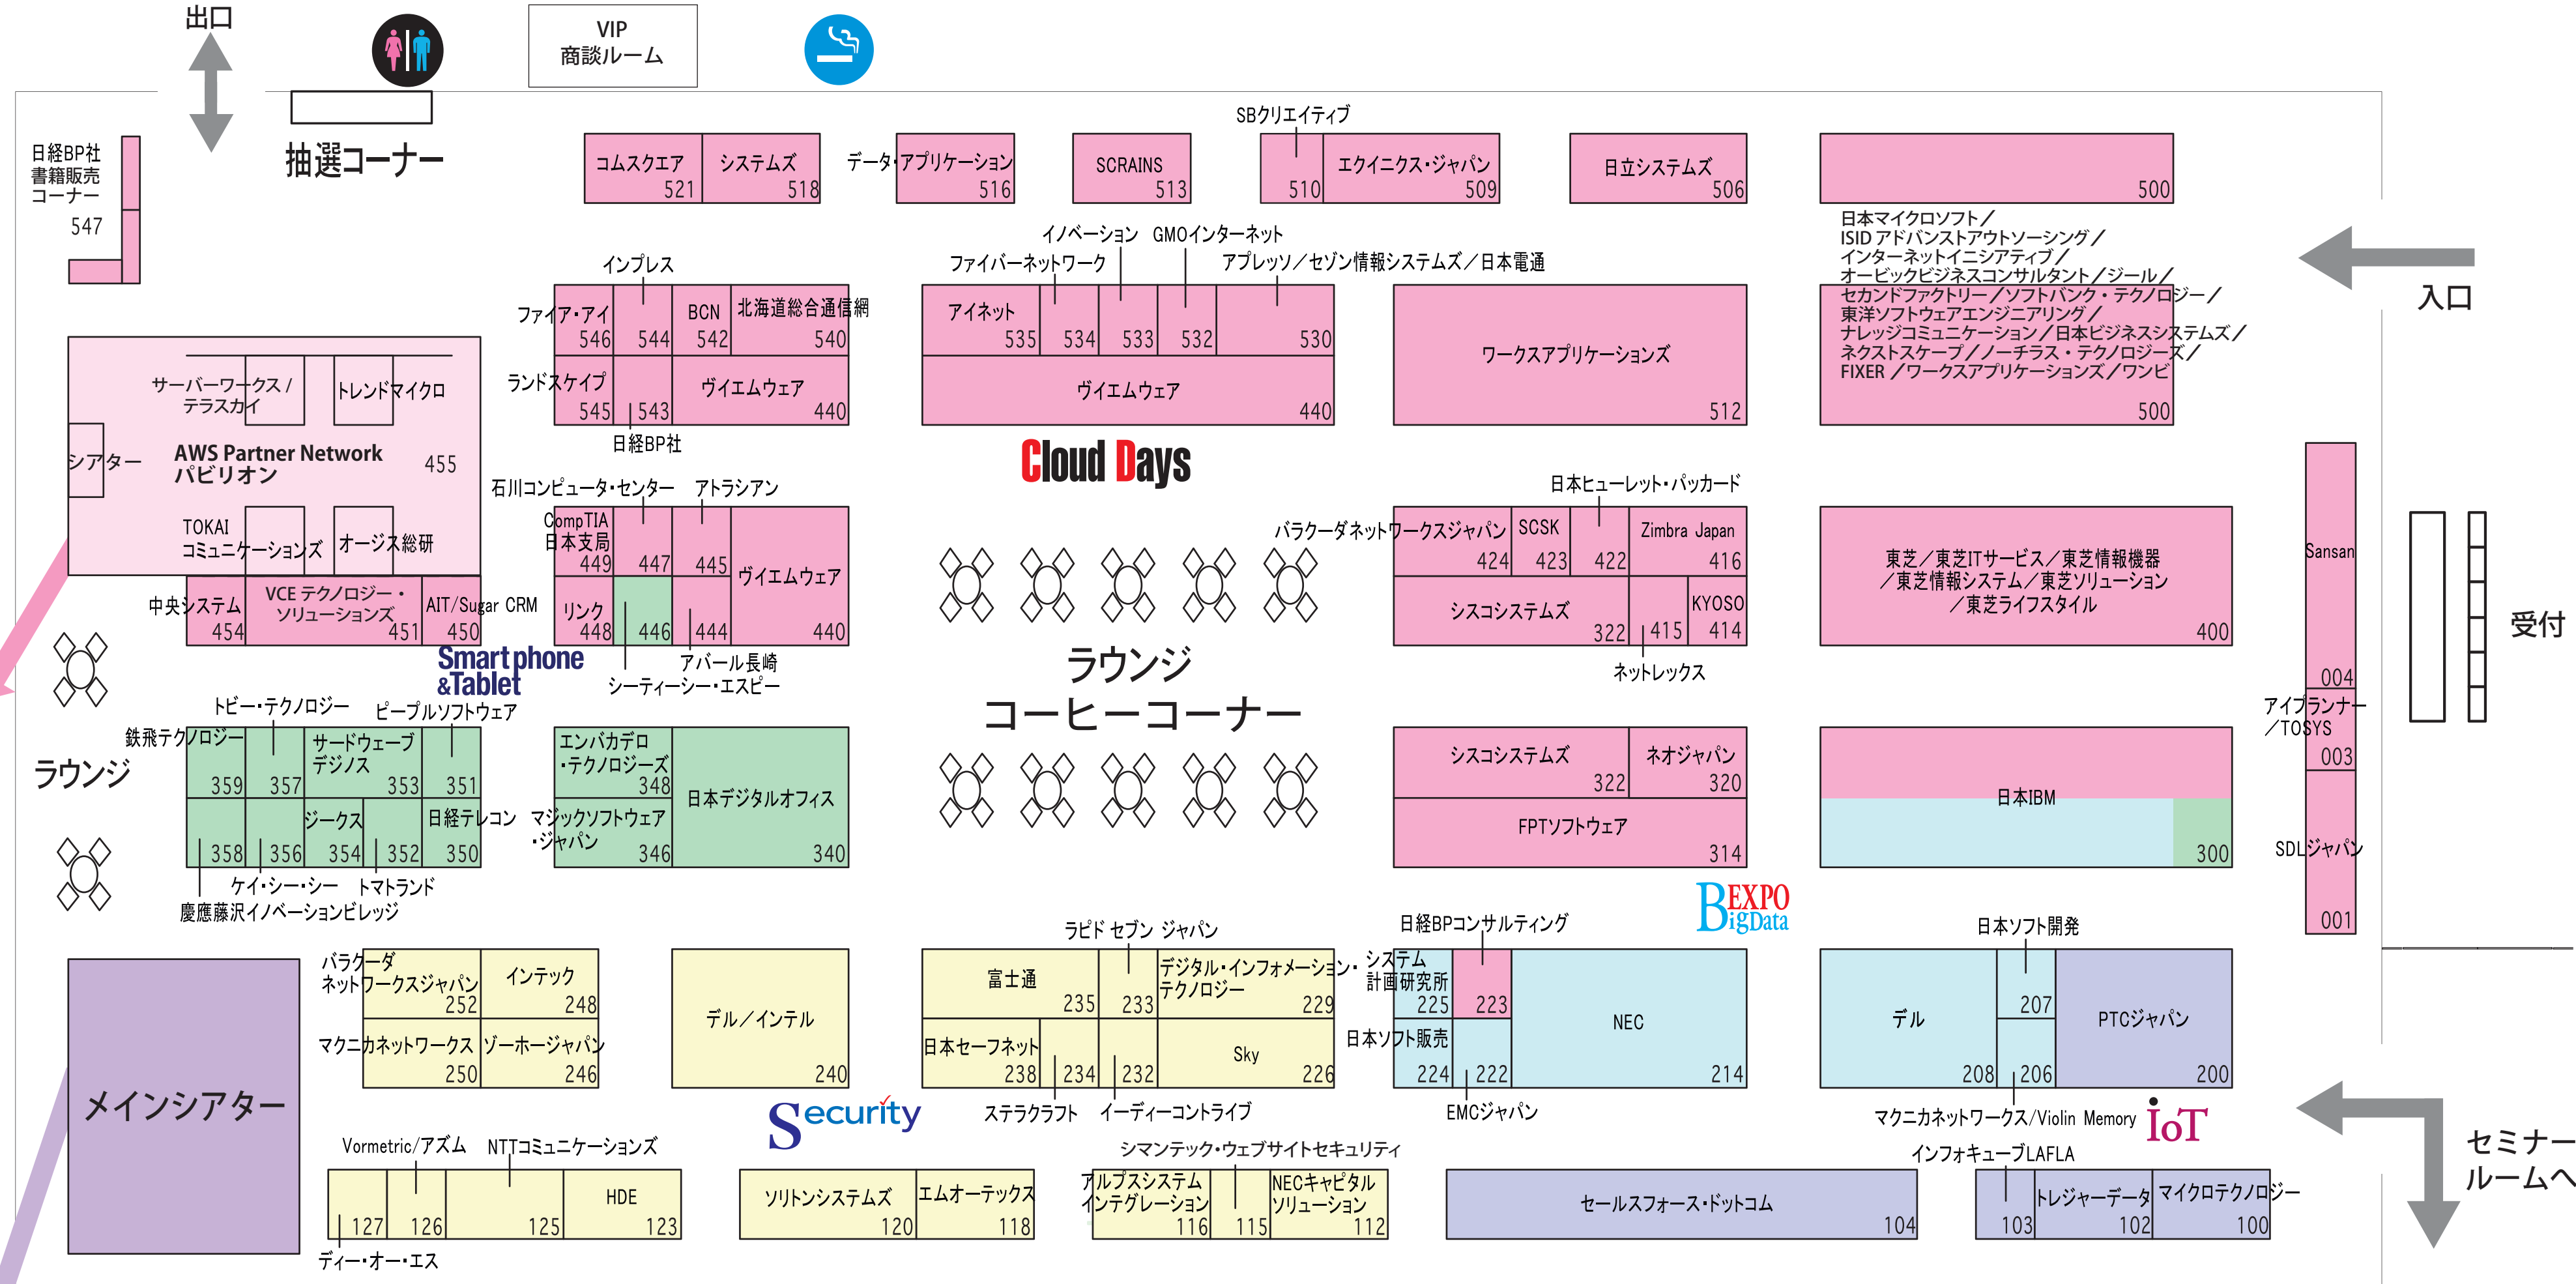 出口
VIP
商談ルーム
抽選コーナー
日経BP社
書籍販売
コーナー
547
コムスクエア
521
システムズ
518
データ・アプリケーション
516
SCRAINS
513
SBクリエイティブ
510
エクイニクス・ジャパン
509
日立システムズ
506
500
日本マイクロソフト／
ISID アドバンストアウトソーシング／
インターネットイニシアティブ／
オービックビジネスコンサルタント／ジール／
セカンドファクトリー／ソフトバンク・テクノロジー／
東洋ソフトウェアエンジニアリング／
ナレッジコミュニケーション／日本ビジネスシステムズ／
ネクストスケープ／ノーチラス・テクノロジーズ／
FIXER／ワークスアプリケーションズ／ワンビ
500
入口
インプレス
ファイア・アイ
546
544
BCN
542
北海道総合通信網
540
ランドスケイプ
545
543
ヴイエムウェア
440
日経BP社
イノベーション
GMOインターネット
ファイバーネットワーク
アプレッソ／セゾン情報システムズ／日本電通
アイネット
535
534
533
532
530
ヴイエムウェア
440
ワークスアプリケーションズ
512
サーバーワークス /
テラスカイ
トレンドマイクロ
シアター
AWS Partner Network
パビリオン
455
TOKAI
コミュニケーションズ
オージス総研
中央システム
454
VCE テクノロジー・
ソリューションズ
451
AIT/Sugar CRM
450
Cloud Days
石川コンピュータ・センター
アトラシアン
CompTIA
日本支局
449
447
445
ヴイエムウェア
440
リンク
448
446
444
アバール長崎
シーティーシー・エスピー
ラウンジ
コーヒーコーナー
日本ヒューレット・パッカード
バラクーダネットワークスジャパン
424
SCSK
423
422
Zimbra Japan
416
シスコシステムズ
322
415
KYOSO
414
ネットレックス
東芝／東芝ITサービス／東芝情報機器
／東芝情報システム／東芝ソリューション
／東芝ライフスタイル
400
Sansan
004
アイプランナー
／TOSYS
003
SDLジャパン
001
受付
Smartphone
&Tablet
ラウンジ
トビー・テクノロジー
ピープルソフトウェア
鉄飛テクノロジー
359
357
サードウェーブ
デジノス
353
351
358
356
ジークス
354
352
日経テレコン
350
ケイ・シー・シー
トマトランド
慶應藤沢イノベーションビレッジ
エンバカデロ
・テクノロジーズ
348
マジックソフトウェア
・ジャパン
346
日本デジタルオフィス
340
シスコシステムズ
322
ネオジャパン
320
FPTソフトウェア
314
日本IBM
300
BigData
EXPO
メインシアター
バラクーダ
ネットワークスジャパン
252
インテック
248
マクニカネットワークス
250
ゾーホージャパン
246
デル／インテル
240
ラピド セブン ジャパン
富士通
235
233
デジタル・インフォメーション・
テクノロジー
229
日本セーフネット
238
234
232
Sky
226
ステラクラフト
イーディーコントライブ
日経BPコンサルティング
システム
計画研究所
225
223
NEC
214
日本ソフト販売
224
222
EMCジャパン
日本ソフト開発
デル
208
207
206
PTCジャパン
200
マクニカネットワークス/Violin Memory
IoT
Security
Vormetric/アズム
NTTコミュニケーションズ
127
126
125
HDE
123
ディー・オー・エス
ソリトンシステムズ
120
エムオーテックス
118
シマンテック・ウェブサイトセキュリティ
アルプスシステム
インテグレーション
116
115
NECキャピタル
ソリューション
112
セールスフォース・ドットコム
104
インフォキューブLAFLA
103
トレジャーデータ
102
マイクロテクノロジー
100
セミナー
ルームへ